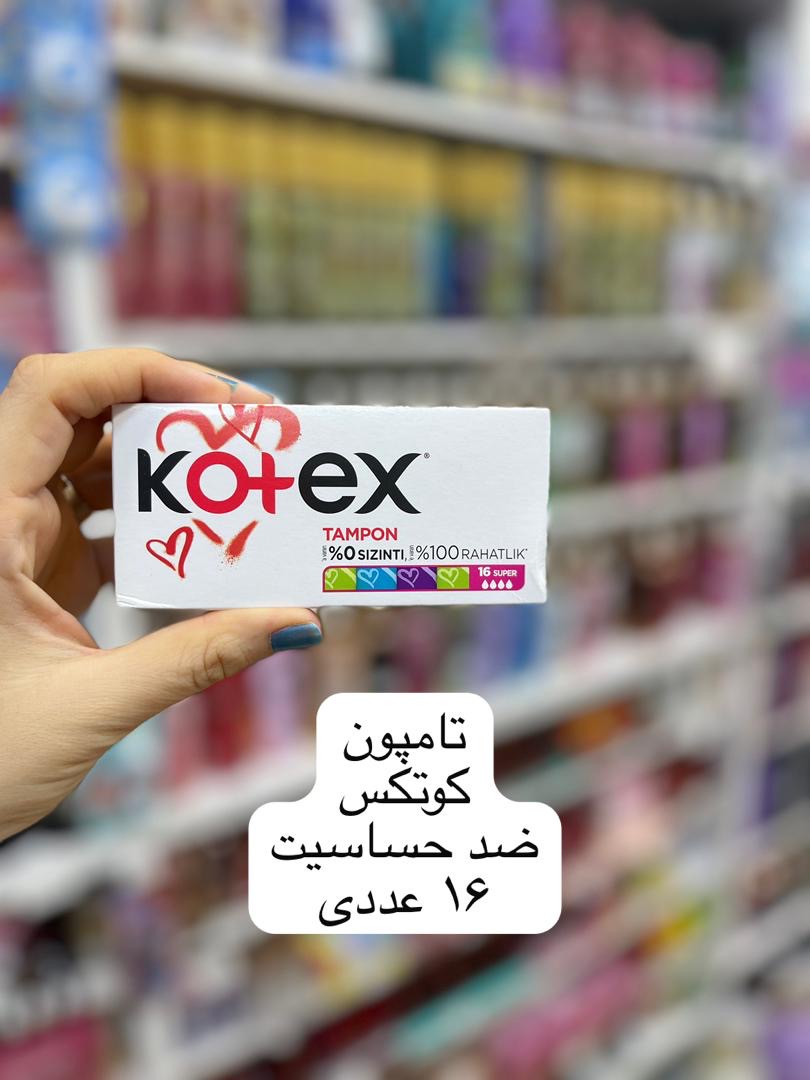 kotex®
TAMPON
%0 SIZINTI, %100 RAHATLIK*
16 SUPER
تامپون
کوتکس
ضد حساسیت
۱۶ عددی